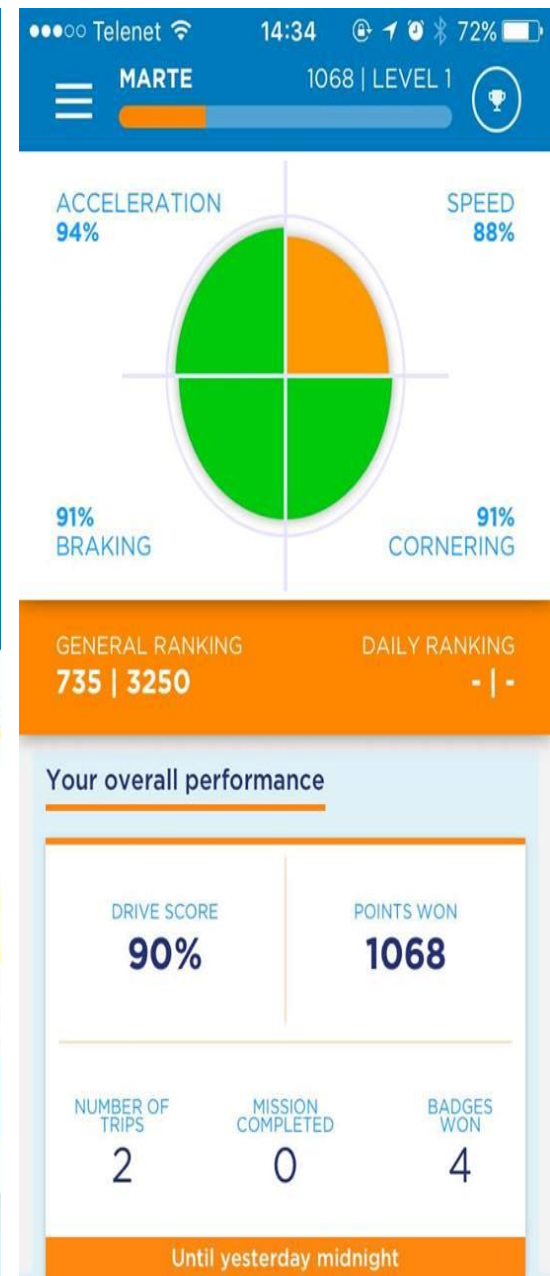 Telenet 14:34 72%
MARTE 1068 | LEVEL 1
ACCELERATION SPEED
94% 88%
91% 91%
BRAKING CORNERING
GENERAL RANKING DAILY RANKING
735 | 3250 - | -
Your overall performance
DRIVE SCORE POINTS WON
90% 1068
NUMBER OF MISSION BADGES
TRIPS COMPLETED WON
2 0 4
Until yesterday midnight